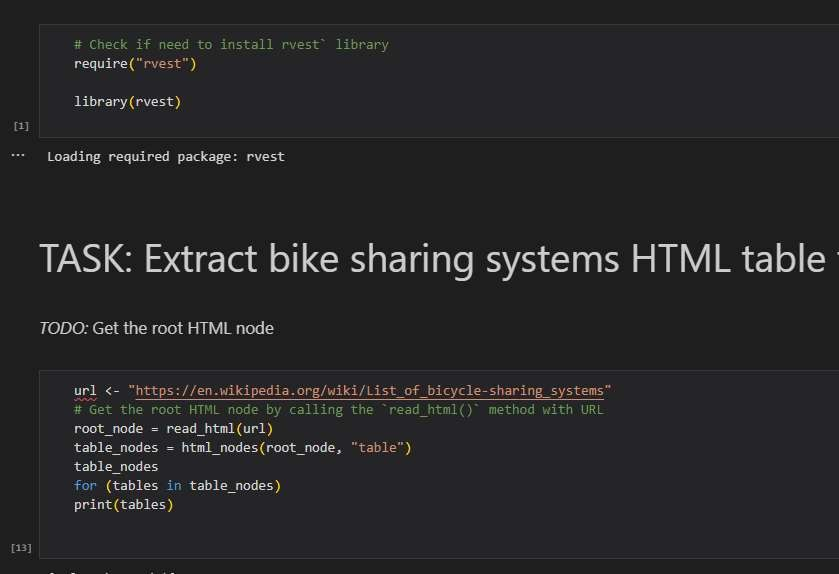 # Check if need to install rvest` library
require("rvest")
library(rvest)
[1]
... Loading required package: rvest
TASK: Extract bike sharing systems HTML table
TODO: Get the root HTML node
url <- "https://en.wikipedia.org/wiki/List_of_bicycle-sharing_systems"
# Get the root HTML node by calling the `read_html()` method with URL
root_node = read_html(url)
table_nodes = html_nodes(root_node, "table")
table_nodes
for (tables in table_nodes)
print(tables)
[13]